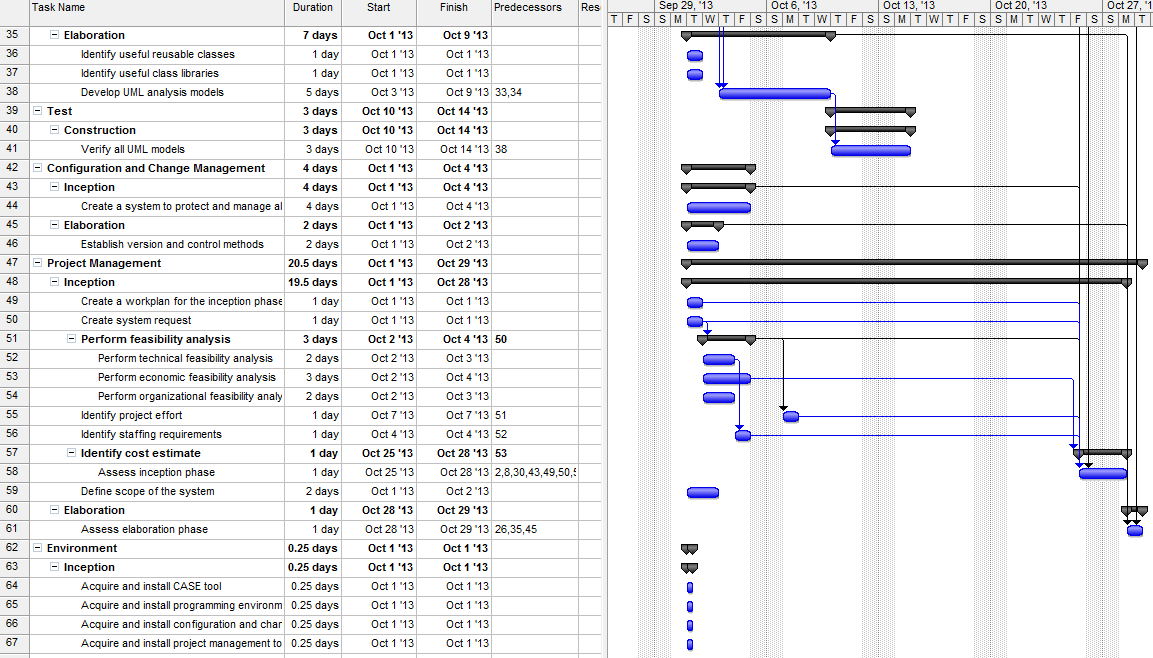 Task Name Duration Start Finish Predecessors Res
Sep 29, '13 Oct 6, '13 Oct 13, '13 Oct 20, '13 Oct 27, '1
T F S S M T W T F S S M T W T F S S M T W T F S S M T W T F S S M T
35 Elaboration 7 days Oct 1 '13 Oct 9 '13
36 Identify useful reusable classes 1 day Oct 1 '13 Oct 1 '13
37 Identify useful class libraries 1 day Oct 1 '13 Oct 1 '13
38 Develop UML analysis models 5 days Oct 3 '13 Oct 9 '13 33,34
39 Test 3 days Oct 10 '13 Oct 14 '13
40 Construction 3 days Oct 10 '13 Oct 14 '13
41 Verify all UML models 3 days Oct 10 '13 Oct 14 '13 38
42 Configuration and Change Management 4 days Oct 1 '13 Oct 4 '13
43 Inception 4 days Oct 1 '13 Oct 4 '13
44 Create a system to protect and manage al 4 days Oct 1 '13 Oct 4 '13
45 Elaboration 2 days Oct 1 '13 Oct 2 '13
46 Establish version and control methods 2 days Oct 1 '13 Oct 2 '13
47 Project Management 20.5 days Oct 1 '13 Oct 29 '13
48 Inception 19.5 days Oct 1 '13 Oct 28 '13
49 Create a workplan for the inception phase 1 day Oct 1 '13 Oct 1 '13
50 Create system request 1 day Oct 1 '13 Oct 1 '13
51 Perform feasibility analysis 3 days Oct 2 '13 Oct 4 '13 50
52 Perform technical feasibility analysis 2 days Oct 2 '13 Oct 3 '13
53 Perform economic feasibility analysis 3 days Oct 2 '13 Oct 4 '13
54 Perform organizational feasibility analy 2 days Oct 2 '13 Oct 3 '13
55 Identify project effort 1 day Oct 7 '13 Oct 7 '13 51
56 Identify staffing requirements 1 day Oct 4 '13 Oct 4 '13 52
57 Identify cost estimate 1 day Oct 25 '13 Oct 28 '13 53
58 Assess inception phase 1 day Oct 25 '13 Oct 28 '13 2,8,30,43,49,50,5
59 Define scope of the system 2 days Oct 1 '13 Oct 2 '13
60 Elaboration 1 day Oct 28 '13 Oct 29 '13
61 Assess elaboration phase 1 day Oct 28 '13 Oct 29 '13 26,35,45
62 Environment 0.25 days Oct 1 '13 Oct 1 '13
63 Inception 0.25 days Oct 1 '13 Oct 1 '13
64 Acquire and install CASE tool 0.25 days Oct 1 '13 Oct 1 '13
65 Acquire and install programming environm 0.25 days Oct 1 '13 Oct 1 '13
66 Acquire and install configuration and char 0.25 days Oct 1 '13 Oct 1 '13
67 Acquire and install project management to 0.25 days Oct 1 '13 Oct 1 '13